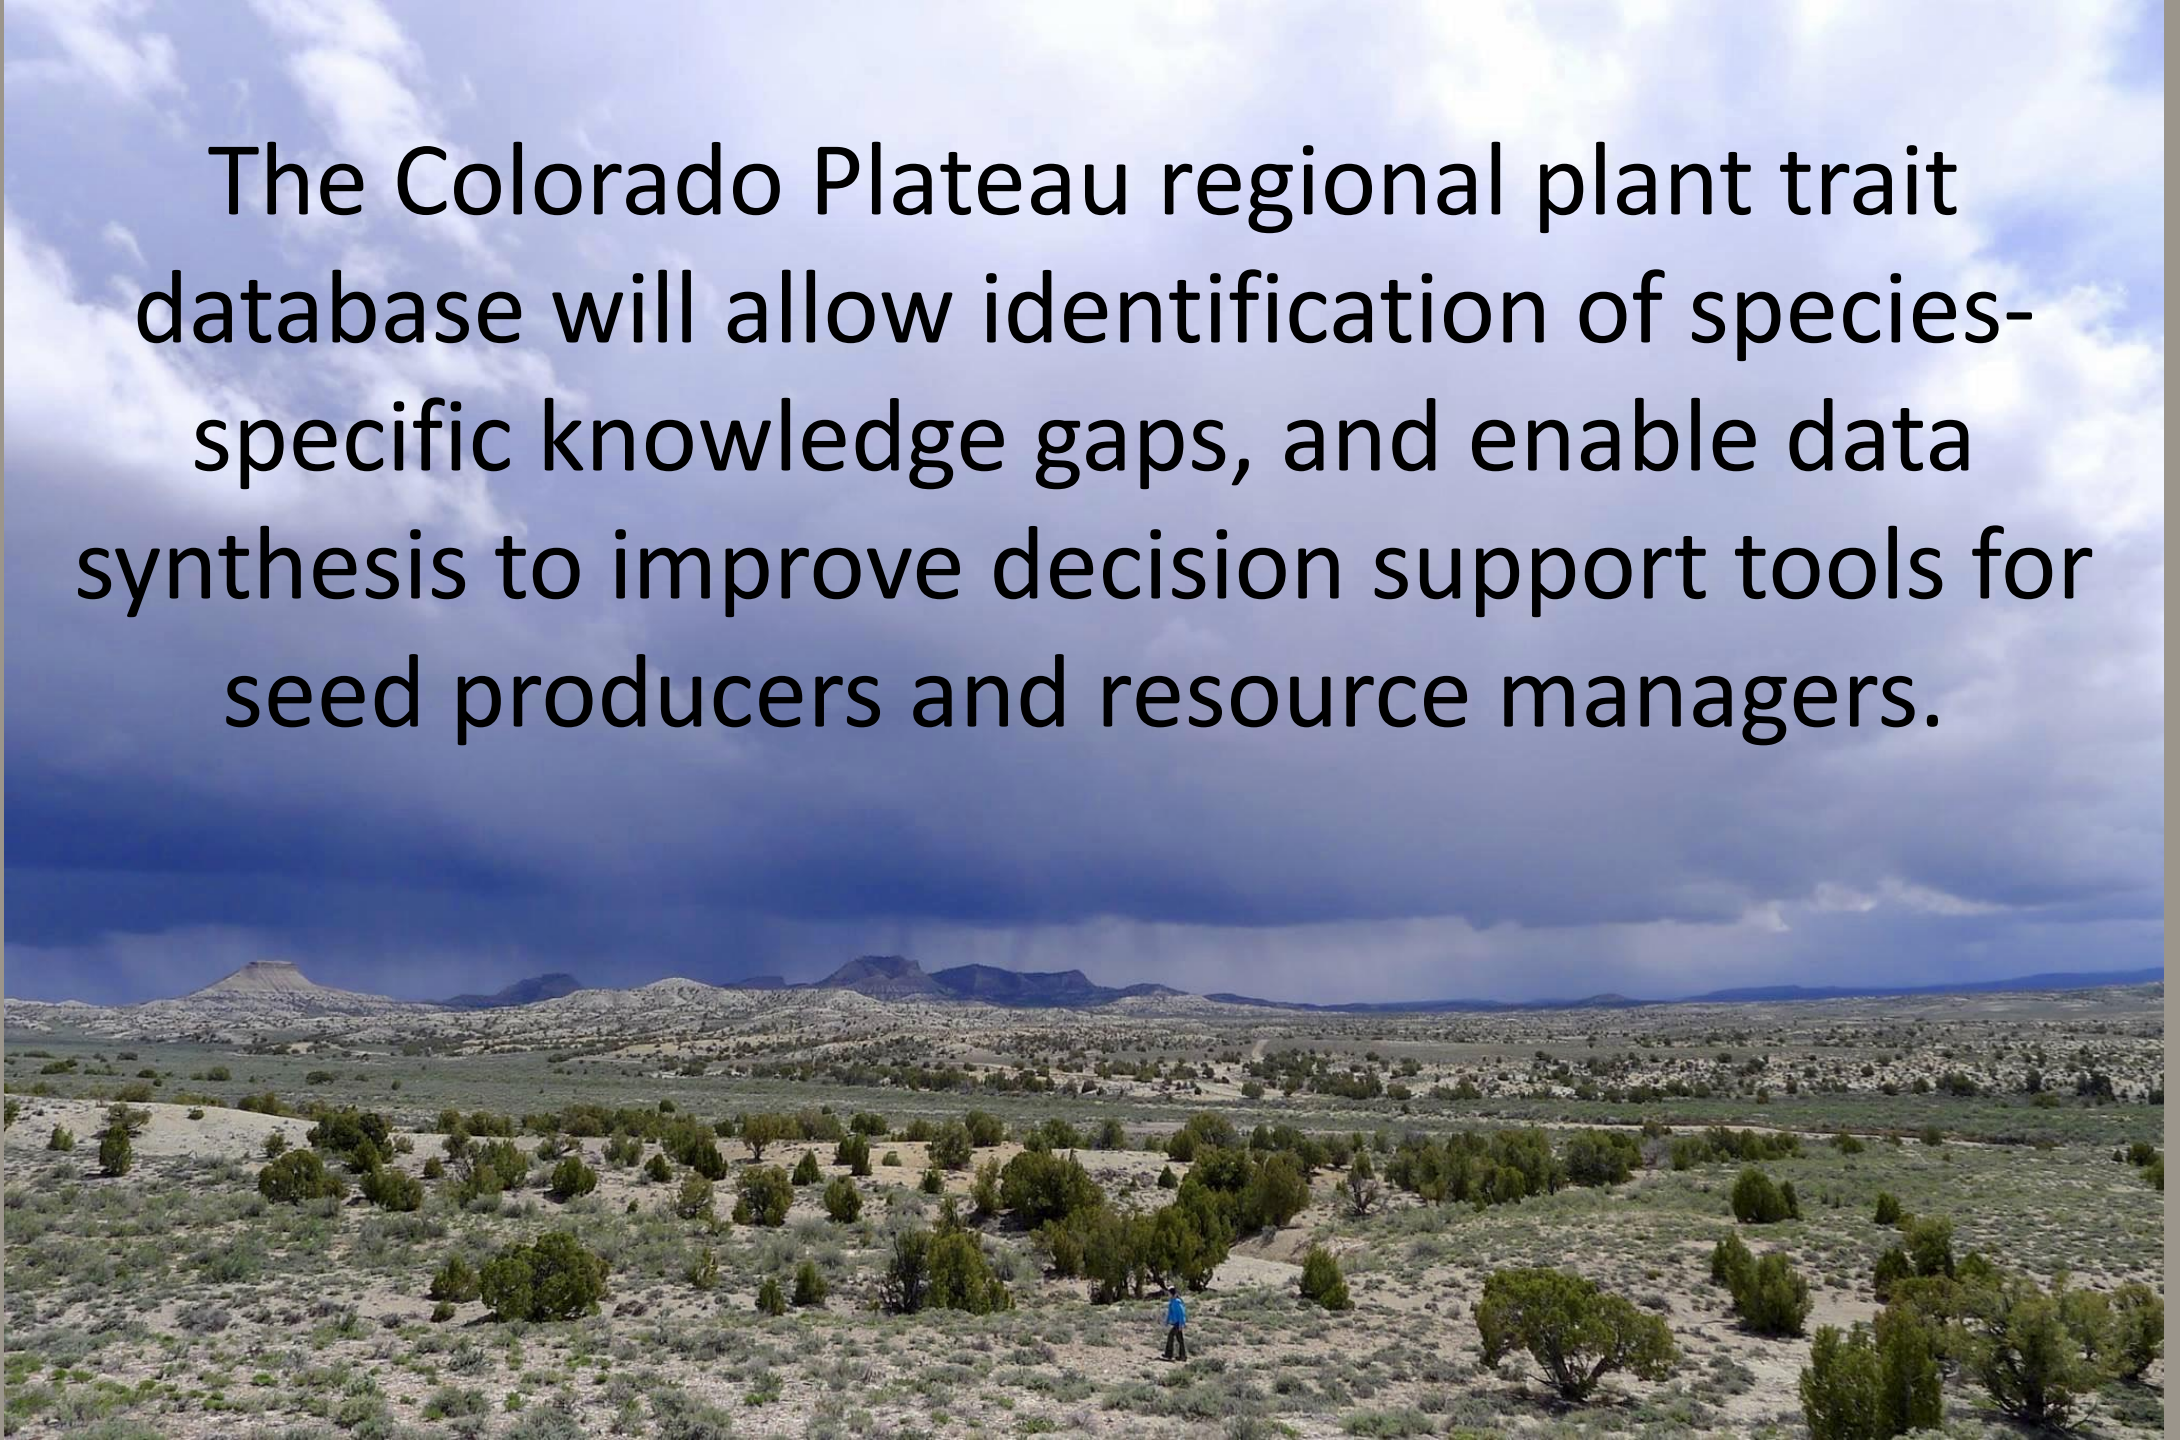 The Colorado Plateau regional plant trait
database will allow identification of species-
specific knowledge gaps, and enable data
synthesis to improve decision support tools for
seed producers and resource managers.